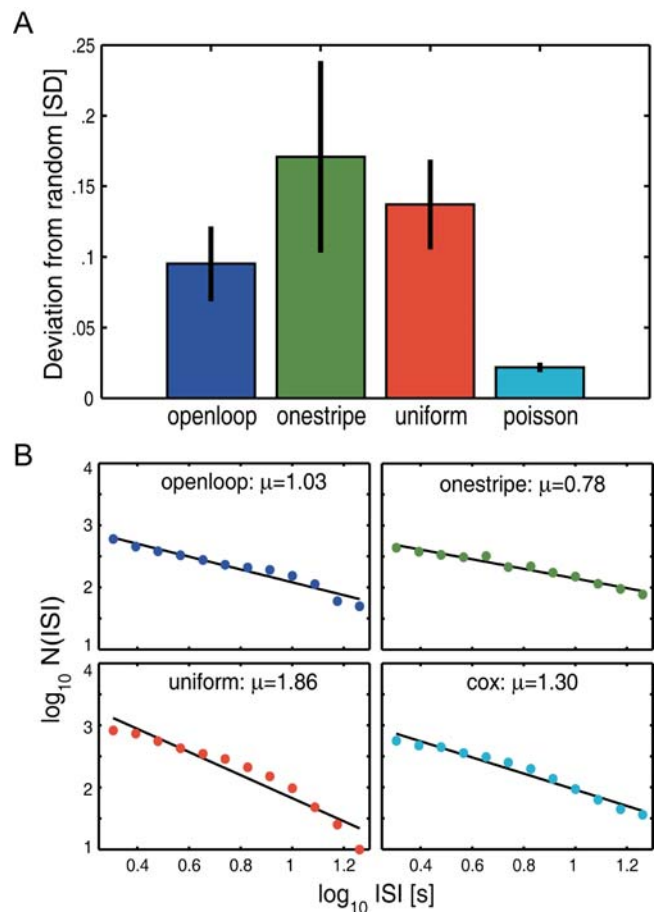 A
Deviation from random [SD]
.25
.2
.15
.1
.05
0
openloop onestripe uniform poisson
B
log10 N(ISI)
4
3
2
1
openloop: μ=1.03
onestripe: μ=0.78
4
3
2
1
uniform: μ=1.86
cox: μ=1.30
0.4 0.6 0.8 1 1.2 0.4 0.6 0.8 1 1.2
log10 ISI [s]